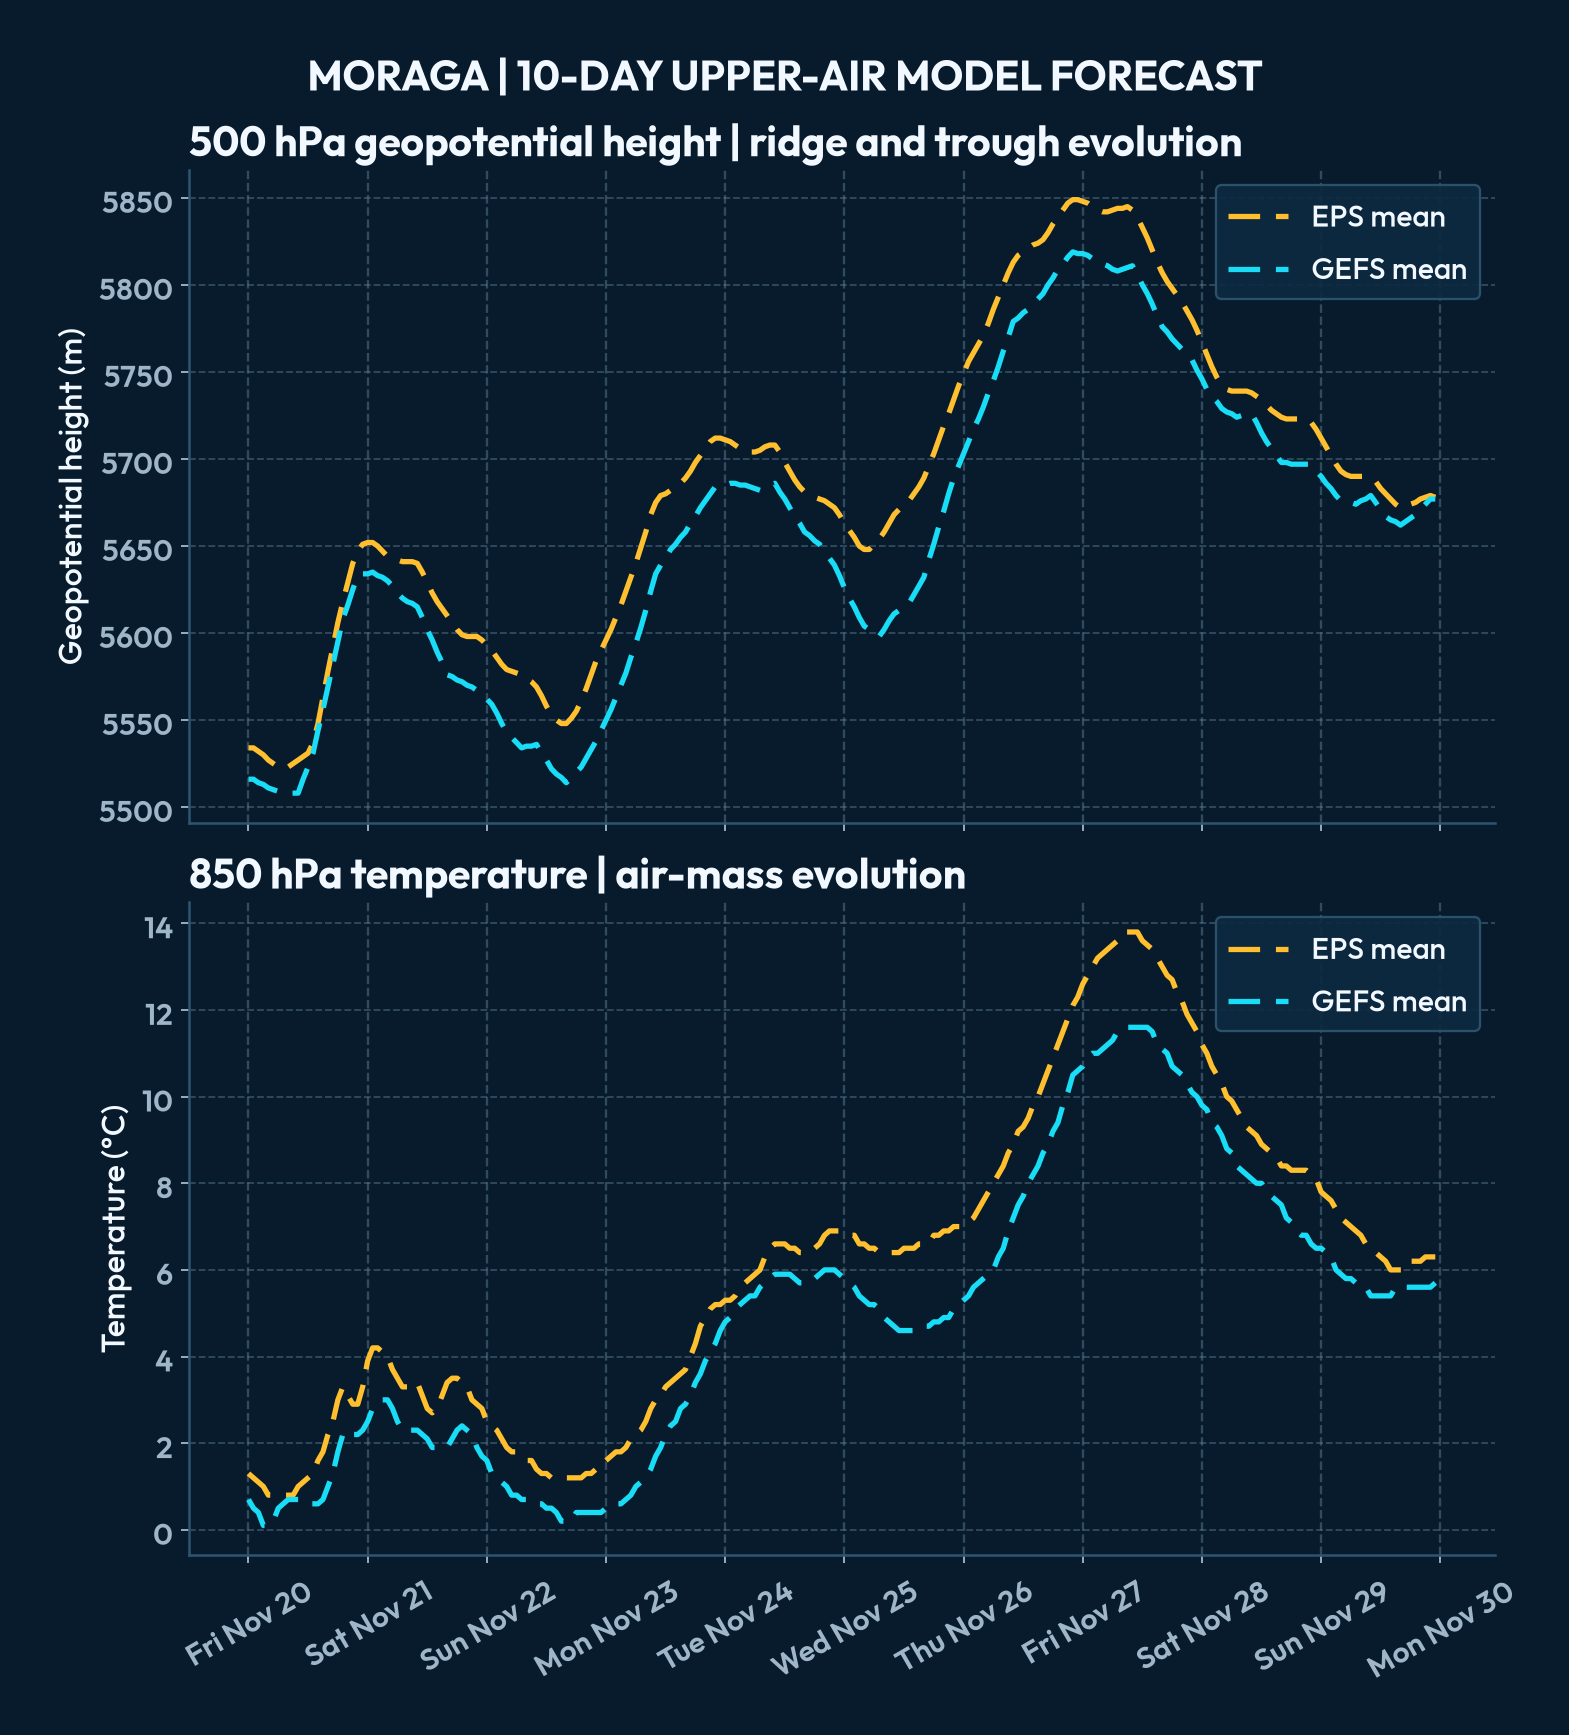 MORAGA | 10-DAY UPPER-AIR MODEL FORECAST
500 hPa geopotential height | ridge and trough evolution
Geopotential height (m)
5850
5800
5750
5700
5650
5600
5550
5500
EPS mean
GEFS mean
850 hPa temperature | air-mass evolution
Temperature (°C)
14
12
10
8
6
4
2
0
EPS mean
GEFS mean
Fri Nov 20
Sat Nov 21
Sun Nov 22
Mon Nov 23
Tue Nov 24
Wed Nov 25
Thu Nov 26
Fri Nov 27
Sat Nov 28
Sun Nov 29
Mon Nov 30